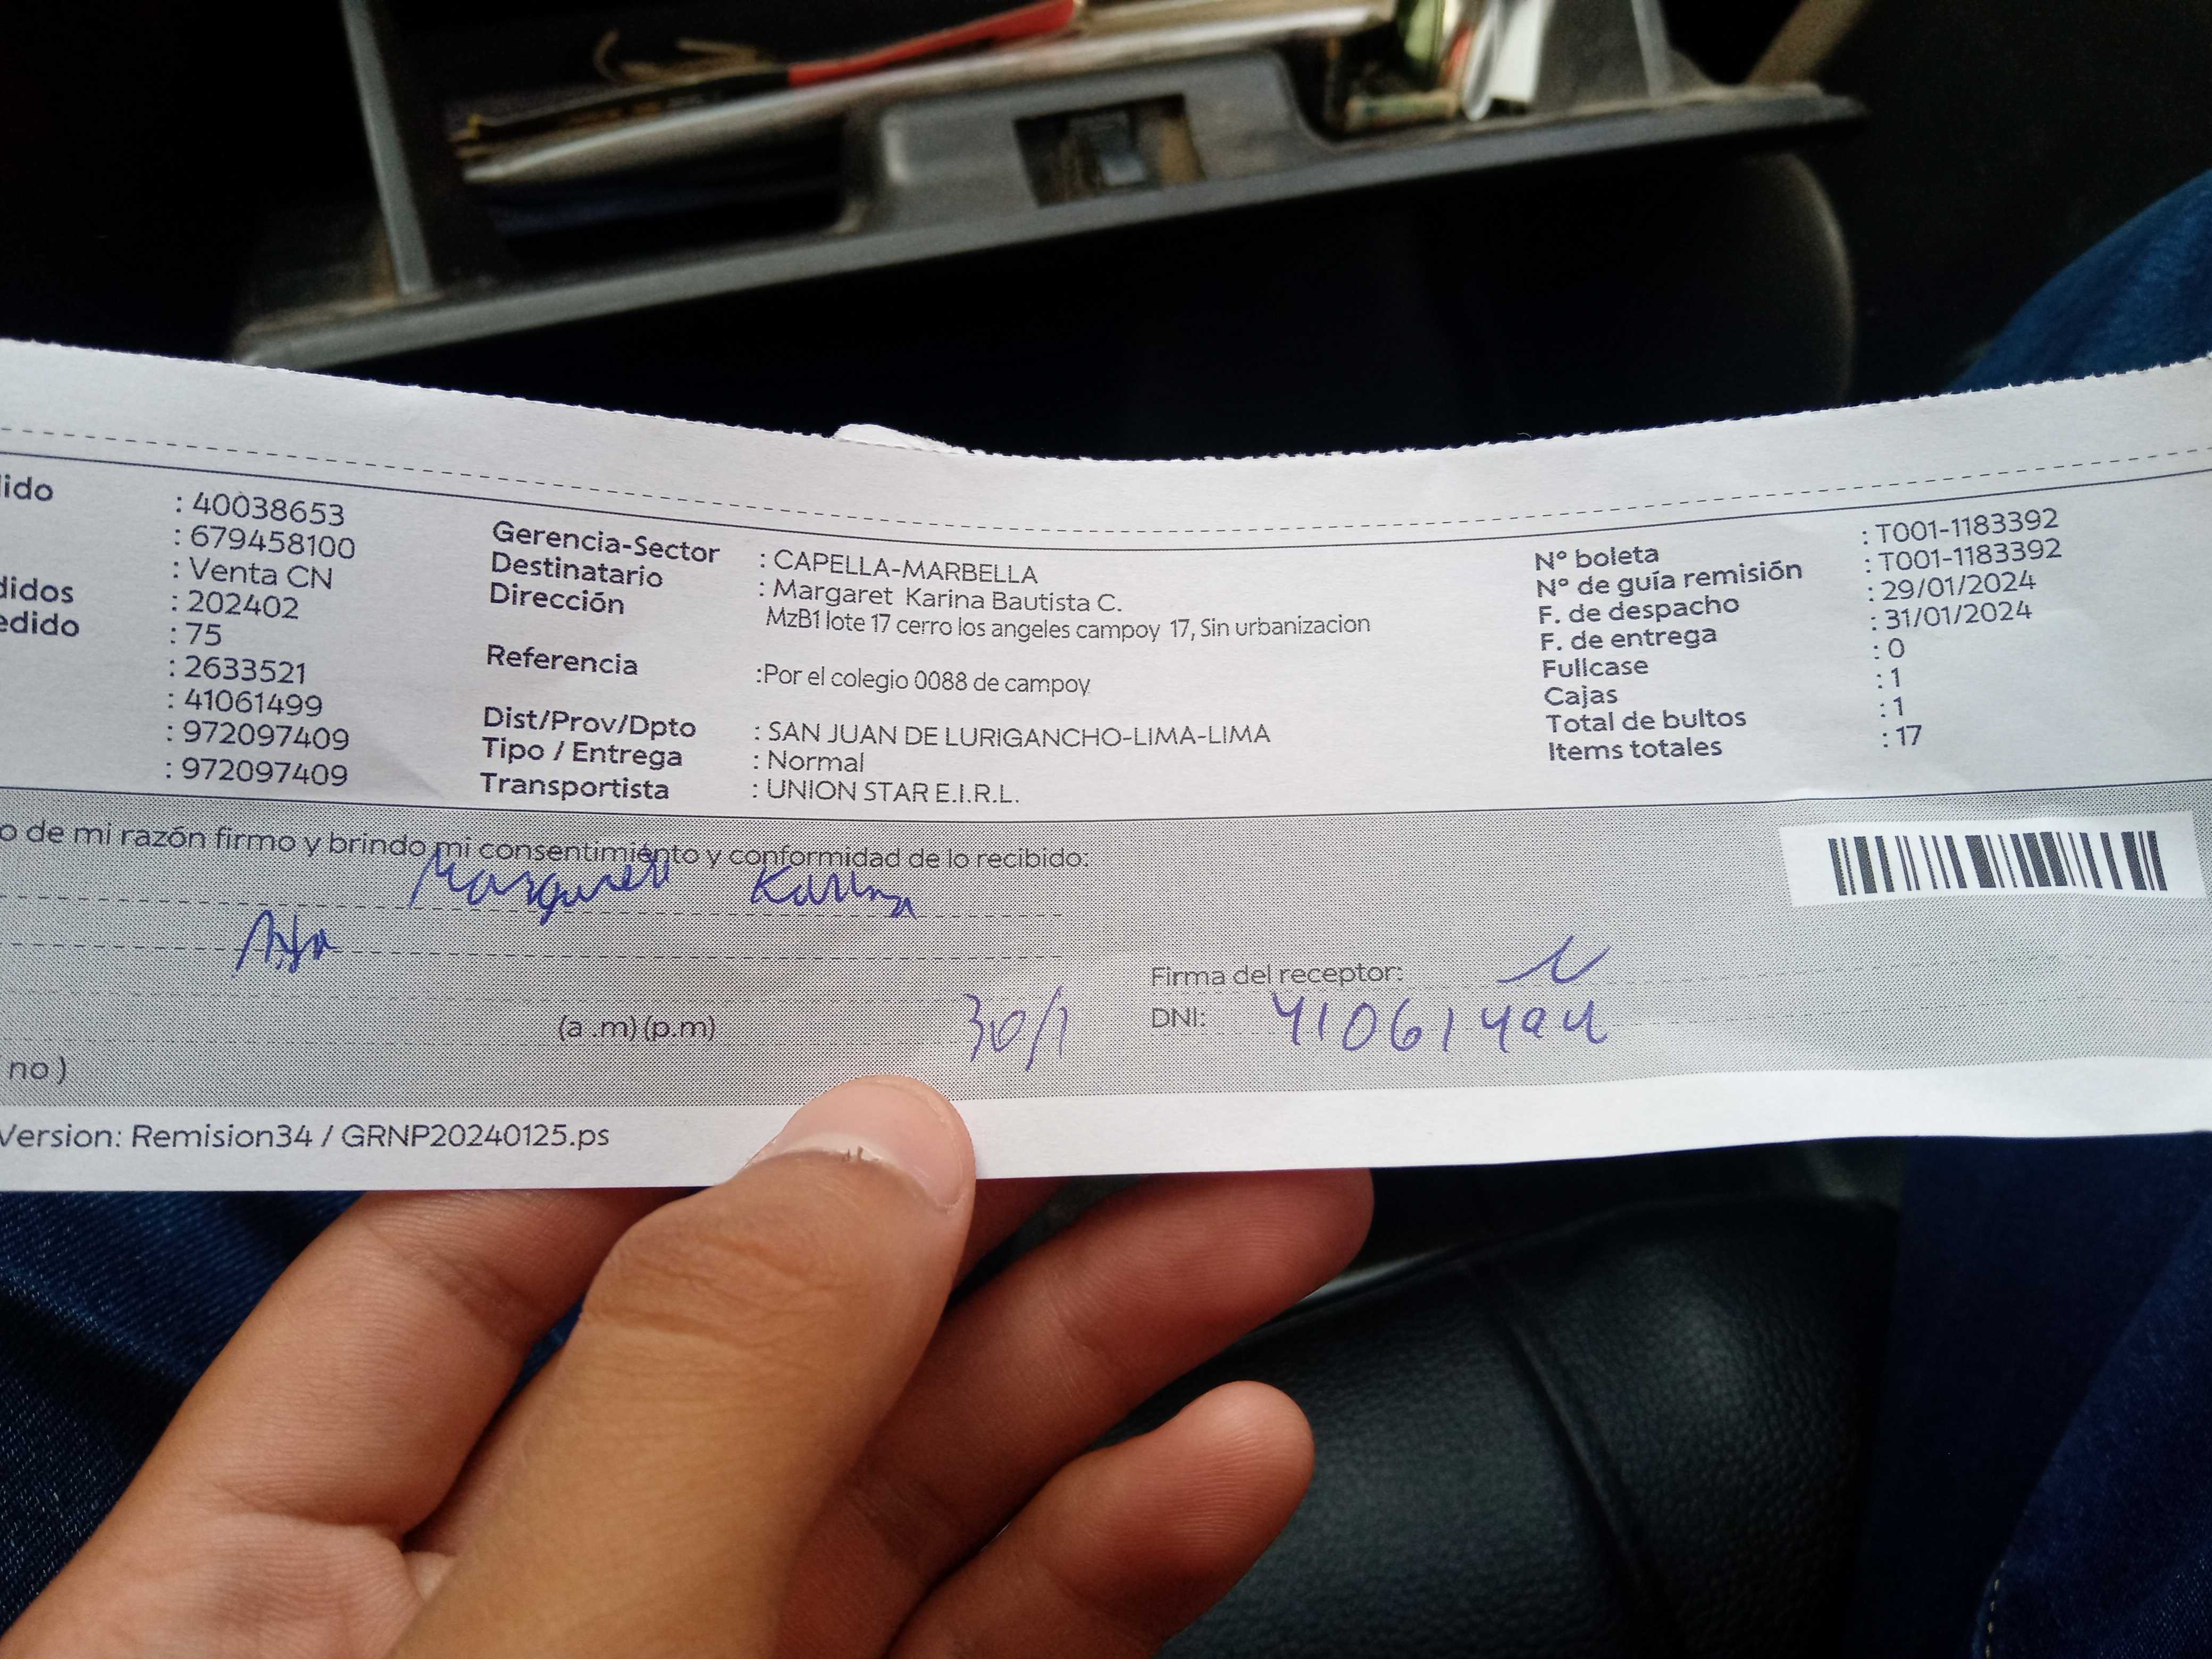 lido : 40038653
: 679458100
: Venta CN
didos : 202402
edido : 75
: 2633521
: 41061499
: 972097409
: 972097409
Gerencia-Sector : CAPELLA-MARBELLA
Destinatario : Margaret Karina Bautista C.
Dirección MzB1 lote 17 cerro los angeles campoy 17, Sin urbanizacion
Referencia :Por el colegio 0088 de campoy
Dist/Prov/Dpto : SAN JUAN DE LURIGANCHO-LIMA-LIMA
Tipo / Entrega : Normal
Transportista : UNION STAR E.I.R.L.
N° boleta : T001-1183392
N° de guía remisión : T001-1183392
F. de despacho : 29/01/2024
F. de entrega : 31/01/2024
Fullcase : 0
Cajas : 1
Total de bultos : 1
Items totales : 17
o de mi razón firmo y brindo mi consentimiento y conformidad de lo recibido:
Margaret Karina
Firma del receptor:
(a .m) (p.m) 30/1 DNI: 410614
no )
Version: Remision34 / GRNP20240125.ps